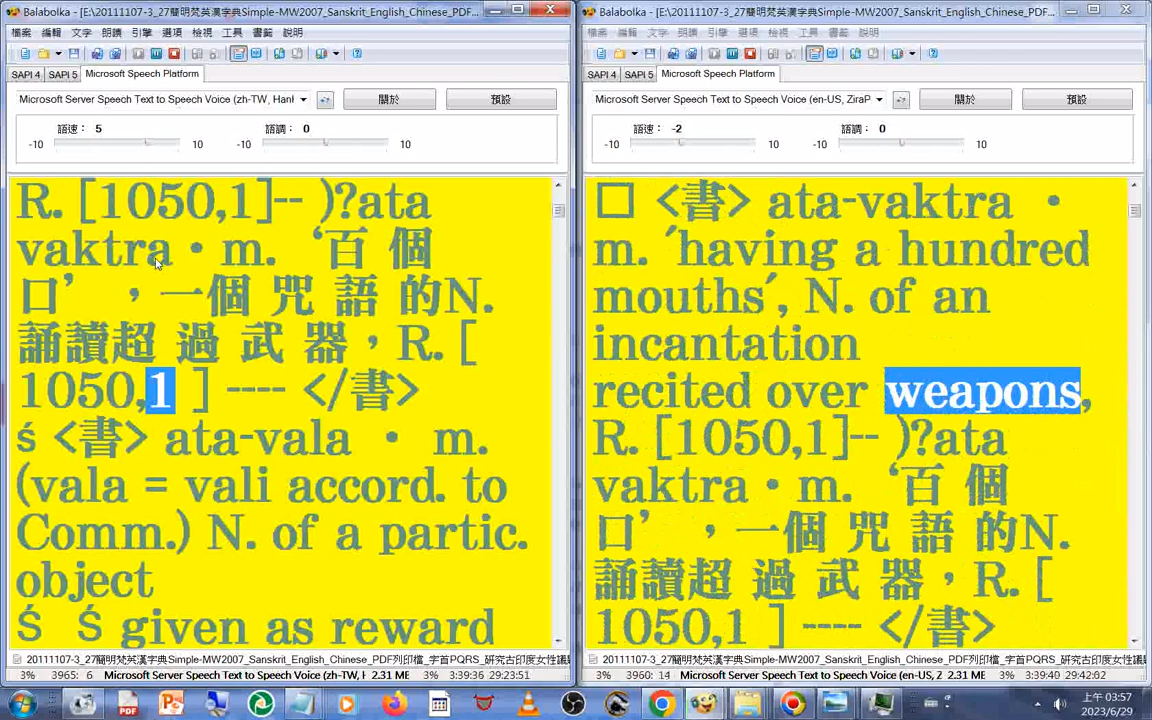 Balabolka - [E:\20111107-3_27簡明梵英漢字典Simple-MW2007_Sanskrit_English_Chinese_PDF...
檔案 編輯 文字 朗讀 引擎 選項 檢視 工具 書籤 說明
SAPI 4 SAPI 5 Microsoft Speech Platform
Microsoft Server Speech Text to Speech Voice (zh-TW, Hanl
關於 預設
語速： 5 語調： 0
-10 10 -10 10
R. [1050,1]-- )?ata
vaktra・m.‘百 個
口’ ，一個 咒 語 的N.
誦讀超 過 武 器，R. [
1050,1 ] ---- </書>
ś <書> ata-vala ・ m.
(vala = vali accord. to
Comm.) N. of a partic.
object
Ś Ś given as reward
20111107-3_27簡明梵英漢字典Simple-MW2007_Sanskrit_English_Chinese_PDF列印檔_字首PQRS_研究古印度女性議
3% 3965: 6 Microsoft Server Speech Text to Speech Voice (zh-TW, H 2.31 ME 3% 3:39:36 29:23:51
Balabolka - [E:\20111107-3_27簡明梵英漢字典Simple-MW2007_Sanskrit_English_Chinese_PDF...
檔案 編輯 文字 朗讀 引擎 選項 檢視 工具 書籤 說明
SAPI 4 SAPI 5 Microsoft Speech Platform
Microsoft Server Speech Text to Speech Voice (en-US, ZiraP
關於 預設
語速： -2 語調： 0
-10 10 -10 10
□ <書> ata-vaktra ・
m. ´having a hundred
mouths´, N. of an
incantation
recited over weapons,
R. [1050,1]-- )?ata
vaktra・m.‘百 個
口’ ，一個 咒 語 的N.
誦讀超 過 武 器，R. [
1050,1 ] ---- </書>
20111107-3_27簡明梵英漢字典Simple-MW2007_Sanskrit_English_Chinese_PDF列印檔_字首PQRS_研究古印度女性議
3% 3960: 14 Microsoft Server Speech Text to Speech Voice (en-US, Z 2.31 ME 3% 3:39:40 29:42:02
上午 03:57
2023/6/29